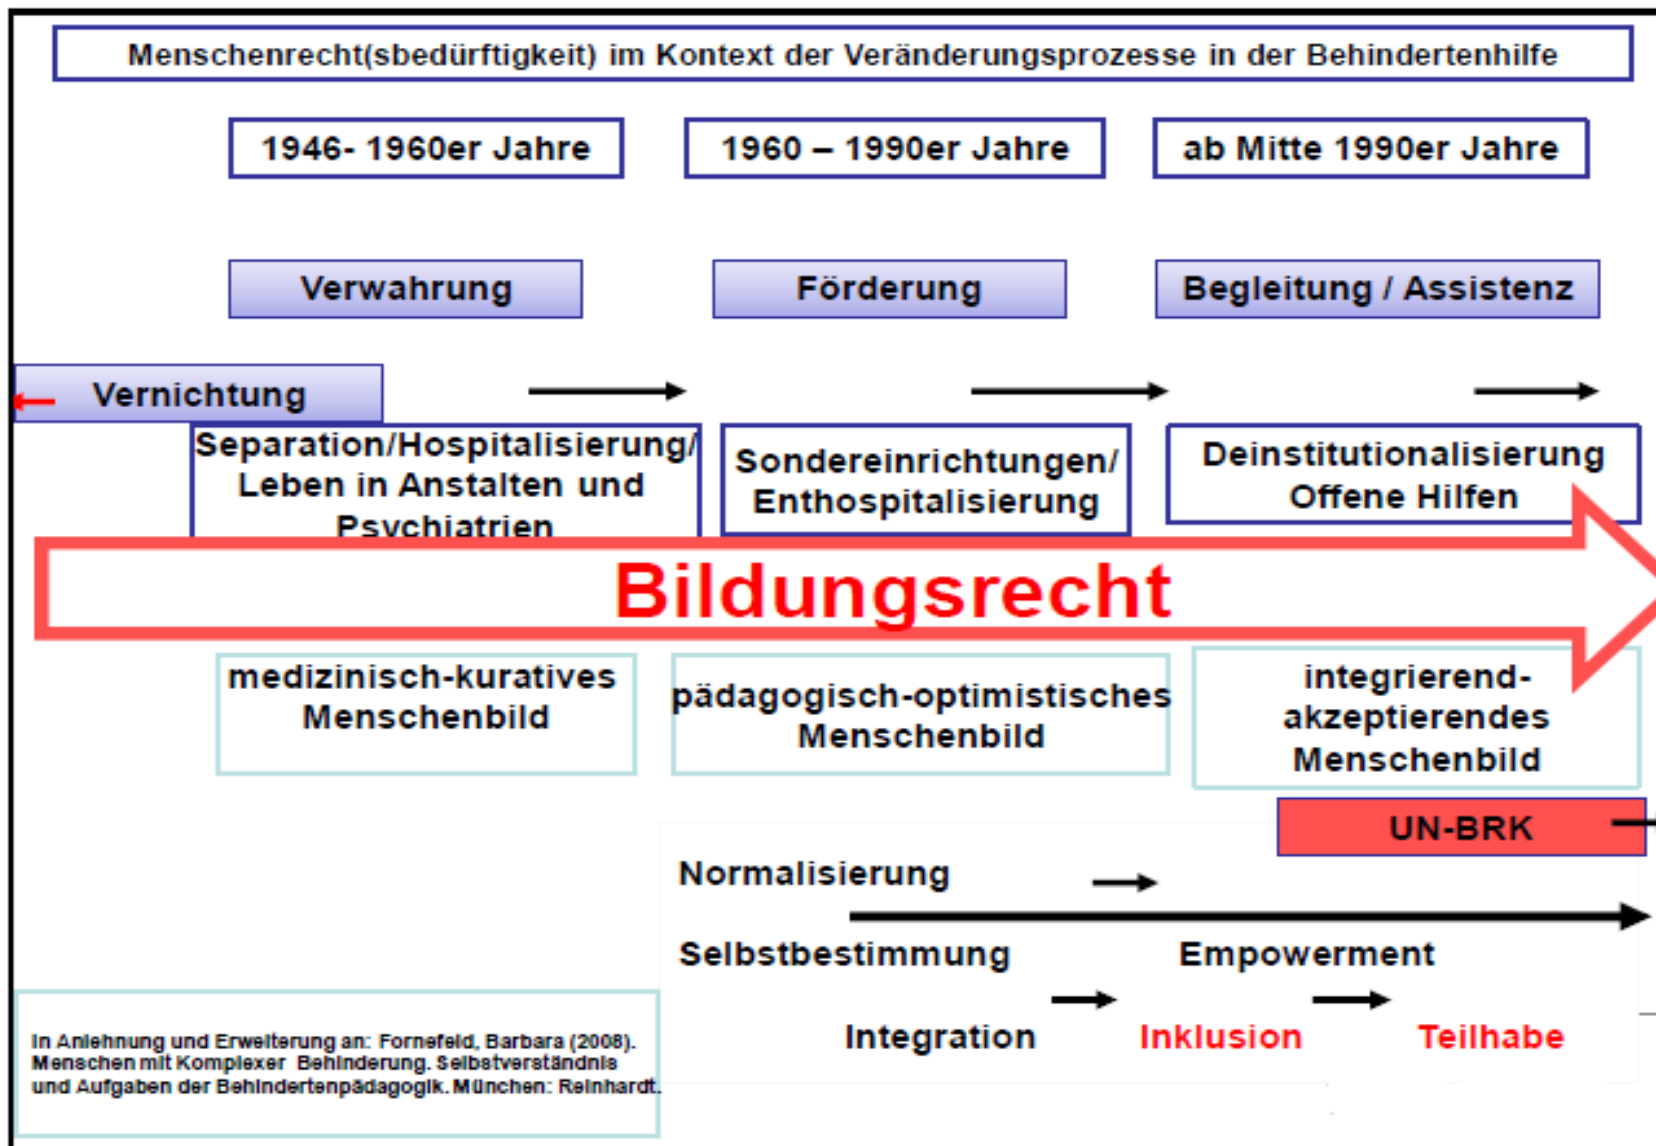 Menschenrecht(sbedürftigkeit) im Kontext der Veränderungsprozesse in der Behindertenhilfe
1946- 1960er Jahre
1960 – 1990er Jahre
ab Mitte 1990er Jahre
Verwahrung
Förderung
Begleitung / Assistenz
Vernichtung
Separation/Hospitalisierung/
Leben in Anstalten und
Psychiatrien
Sondereinrichtungen/
Enthospitalisierung
Deinstitutionalisierung
Offene Hilfen
Bildungsrecht
medizinisch-kuratives
Menschenbild
pädagogisch-optimistisches
Menschenbild
integrierend-
akzeptierendes
Menschenbild
UN-BRK
Normalisierung
Selbstbestimmung
Empowerment
Integration
Inklusion
Teilhabe
In Anlehnung und Erweiterung an: Fornefeld, Barbara (2008).
Menschen mit Komplexer Behinderung. Selbstverständnis
und Aufgaben der Behindertenpädagogik. München: Reinhardt.